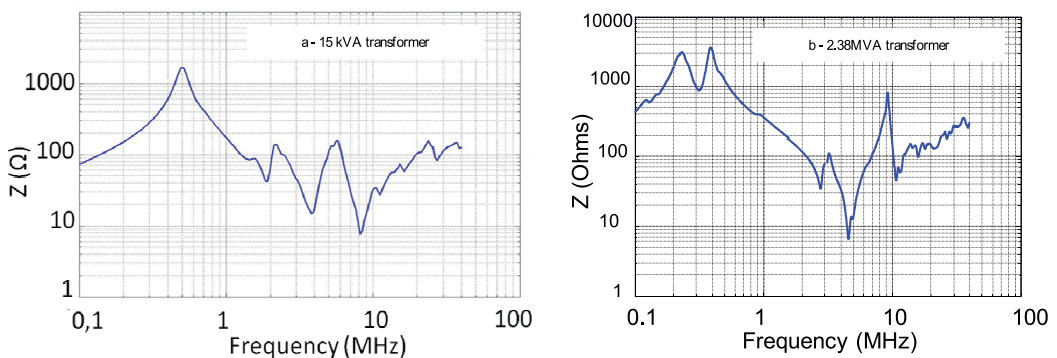 a - 15 kVA transformer
Z (Ω)
1000
100
10
1
0,1
1
10
100
Frequency (MHz)
b - 2.38MVA transformer
Z (Ohms)
10000
1000
100
10
1
0.1
1
10
100
Frequency (MHz)